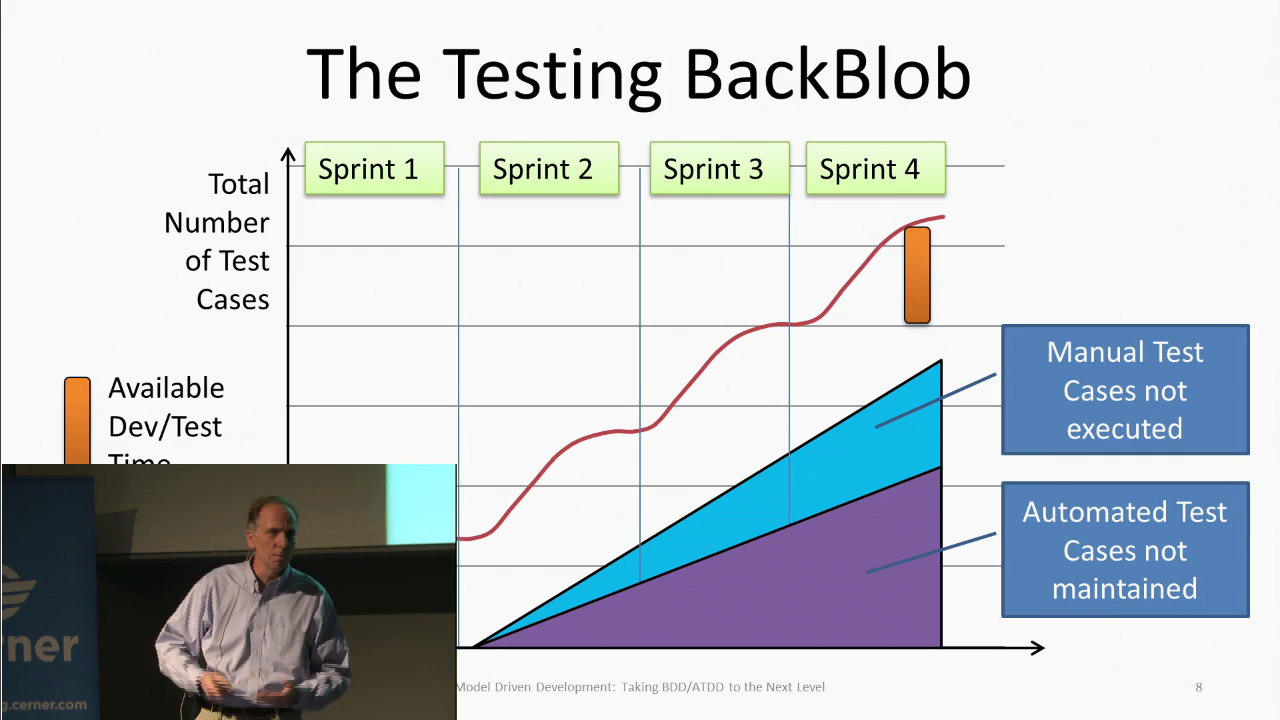 The Testing BackBlob
Sprint 1
Sprint 2
Sprint 3
Sprint 4
Total
Number
of Test
Cases
Available
Dev/Test
Time
Manual Test
Cases not
executed
Automated Test
Cases not
maintained
rner
g.cerner.com
Model Driven Development: Taking BDD/ATDD to the Next Level
8